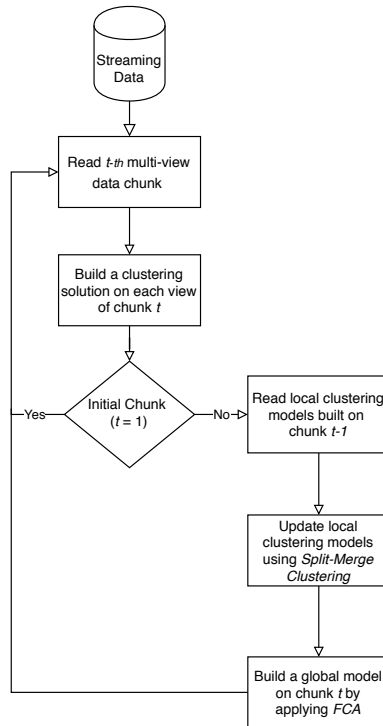 Streaming
Data
Read t-th multi-view
data chunk
Build a clustering
solution on each view
of chunk t
Initial Chunk
(t = 1)
Yes
No
Read local clustering
models built on
chunk t-1
Update local
clustering models
using Split-Merge
Clustering
Build a global model
on chunk t by
applying FCA